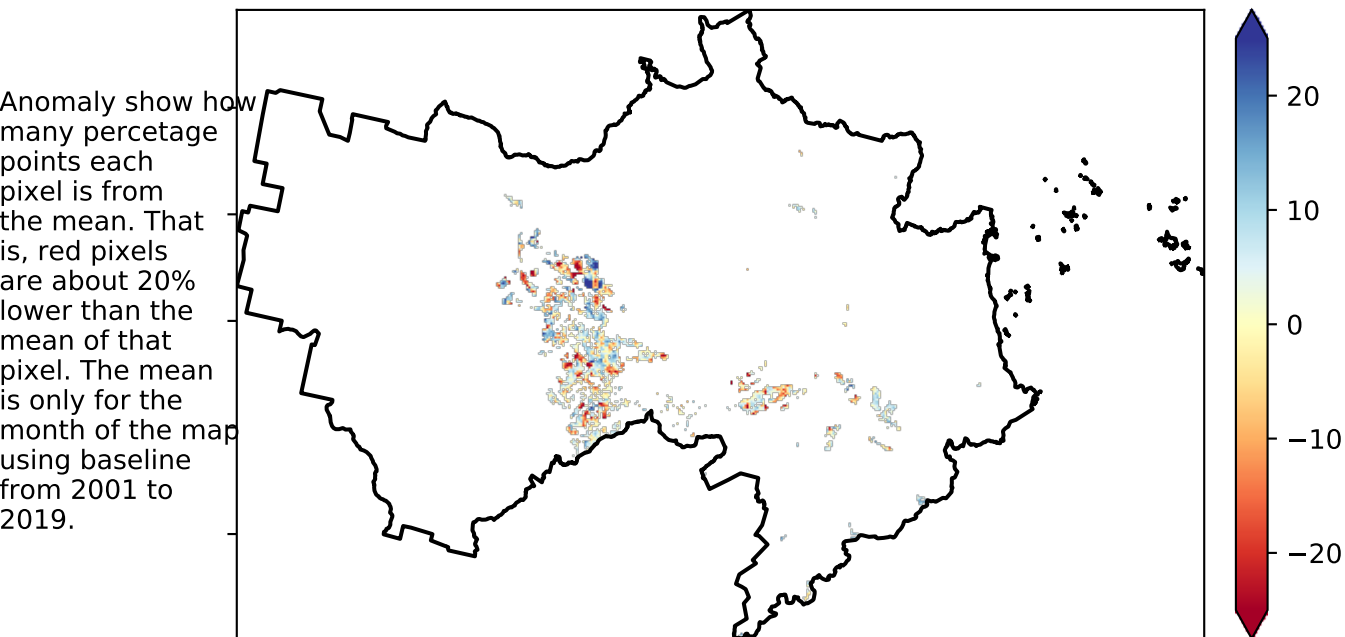 Anomaly show how
many percetage
points each
pixel is from
the mean. That
is, red pixels
are about 20%
lower than the
mean of that
pixel. The mean
is only for the
month of the map
using baseline
from 2001 to
2019.
20
10
0
−10
−20